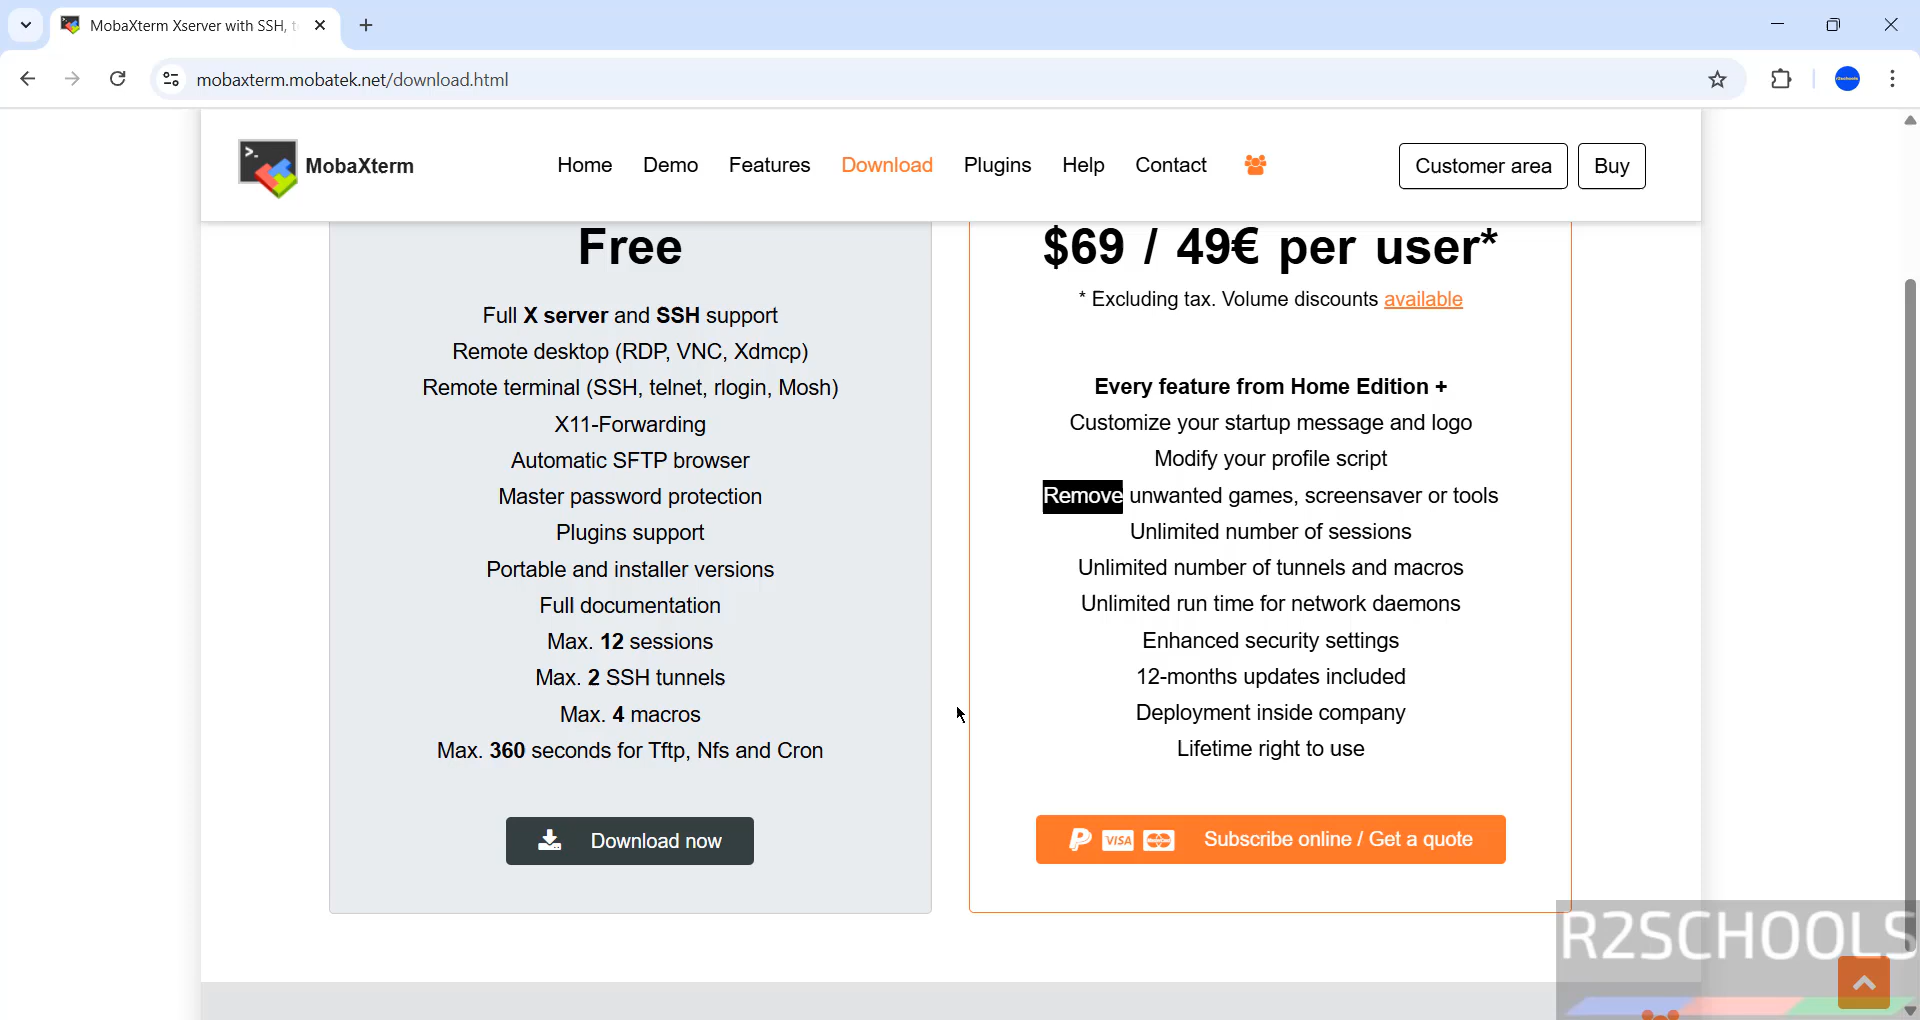 MobaXterm Xserver with SSH, t
mobaxterm.mobatek.net/download.html
MobaXterm
Home
Demo
Features
Download
Plugins
Help
Contact
Customer area
Buy
Free
Full X server and SSH support
Remote desktop (RDP, VNC, Xdmcp)
Remote terminal (SSH, telnet, rlogin, Mosh)
X11-Forwarding
Automatic SFTP browser
Master password protection
Plugins support
Portable and installer versions
Full documentation
Max. 12 sessions
Max. 2 SSH tunnels
Max. 4 macros
Max. 360 seconds for Tftp, Nfs and Cron
Download now
$69 / 49€ per user*
* Excluding tax. Volume discounts available
Every feature from Home Edition +
Customize your startup message and logo
Modify your profile script
Remove unwanted games, screensaver or tools
Unlimited number of sessions
Unlimited number of tunnels and macros
Unlimited run time for network daemons
Enhanced security settings
12-months updates included
Deployment inside company
Lifetime right to use
VISA
Subscribe online / Get a quote
R2SCHOOLS